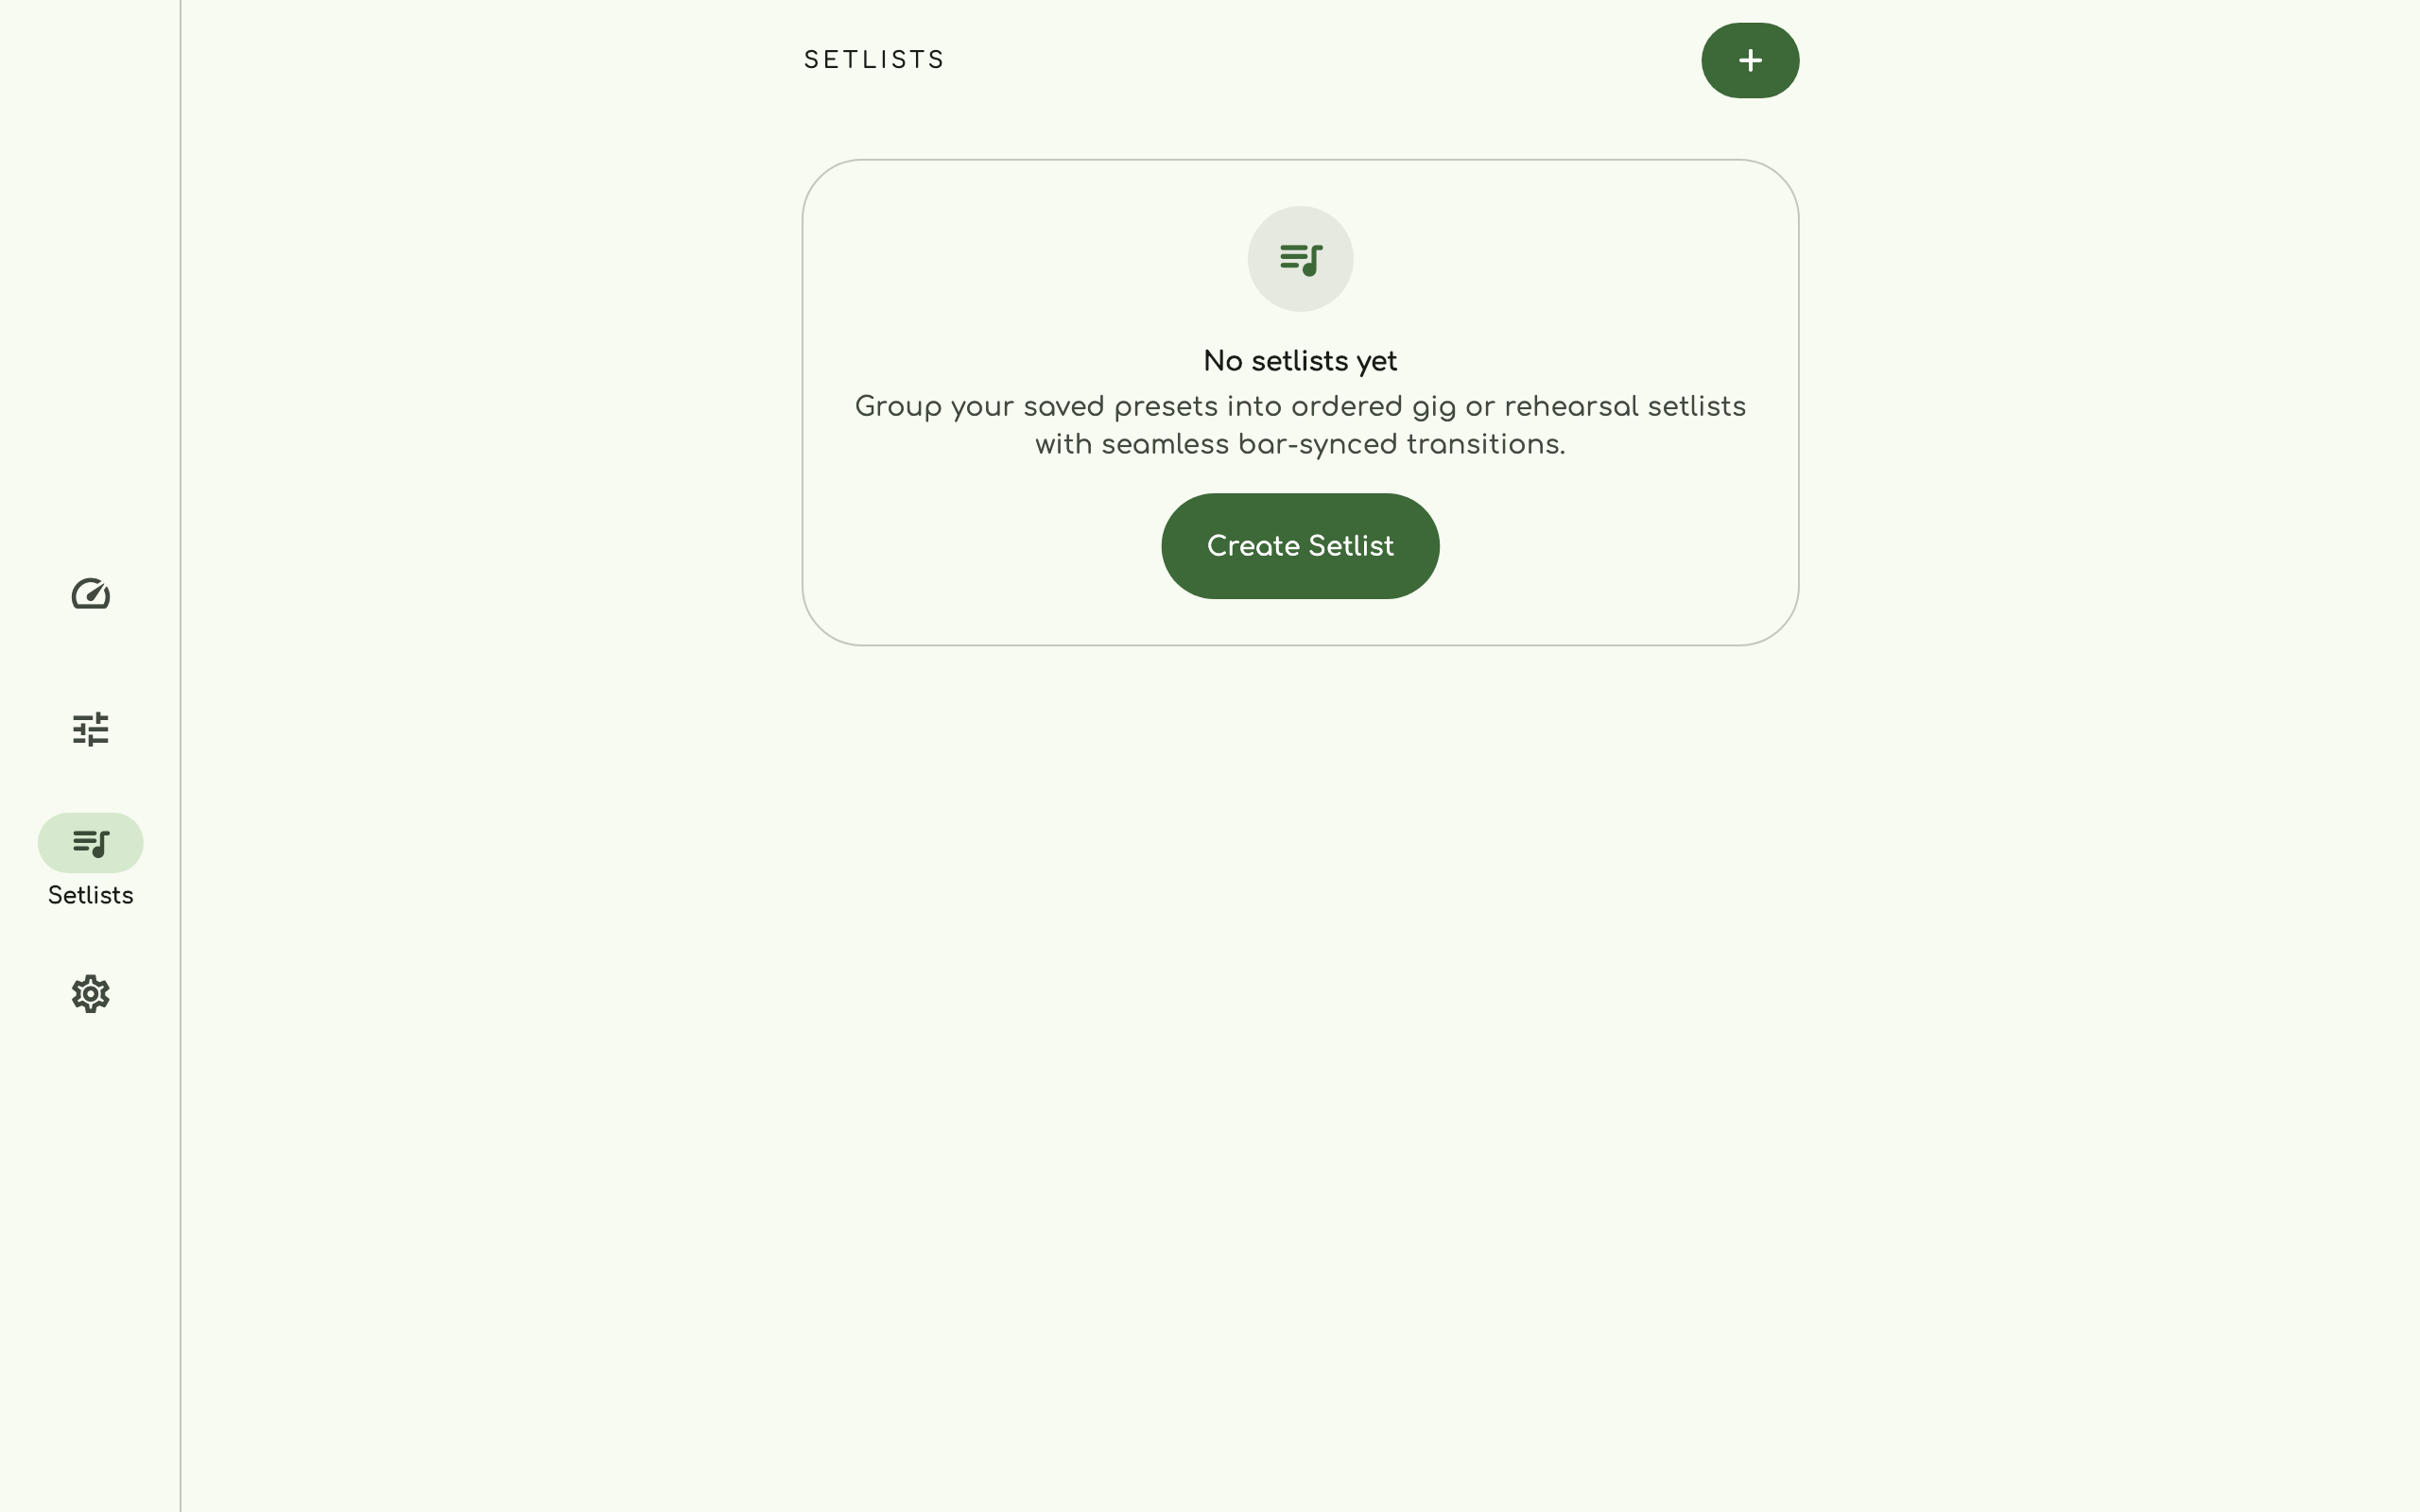 SETLISTS
No setlists yet
Group your saved presets into ordered gig or rehearsal setlists
with seamless bar-synced transitions.
Create Setlist
Setlists